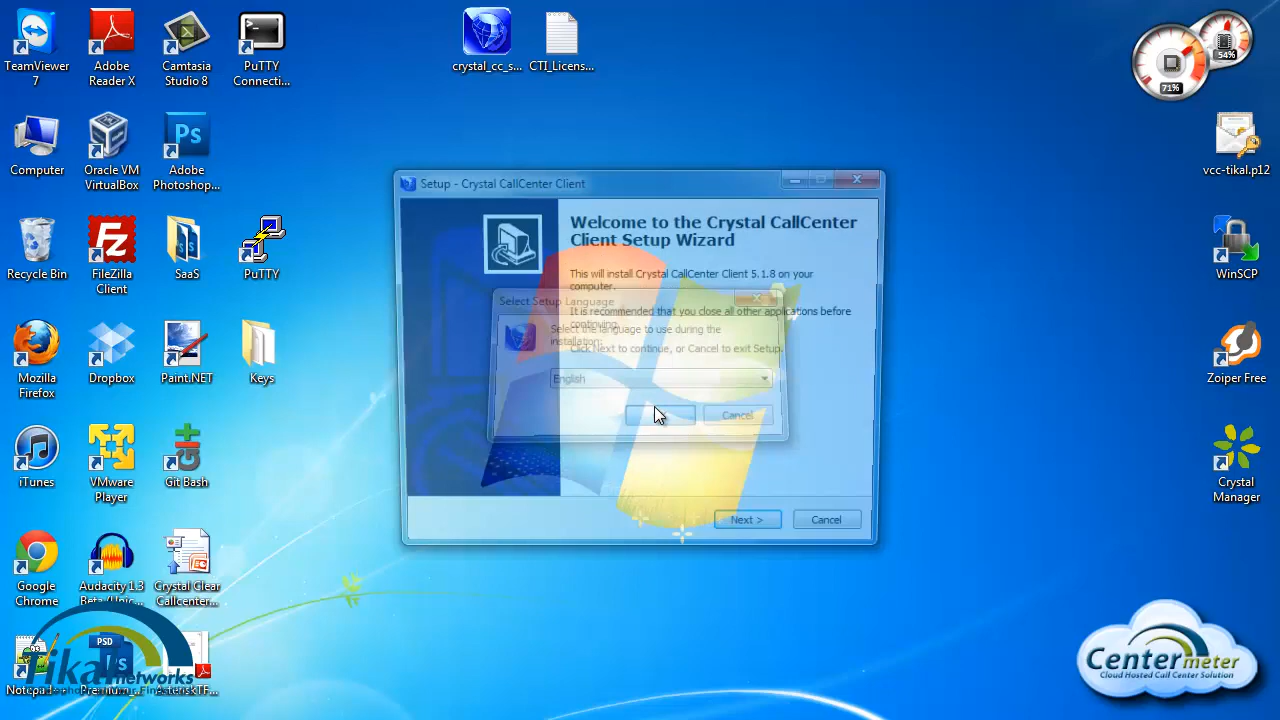 TeamViewer
7
Adobe
Reader X
Camtasia
Studio 8
PuTTY
Connecti...
crystal_cc_s...
CTI_Licens...
54%
71%
Computer
Oracle VM
VirtualBox
Ps
Adobe
Photoshop...
vcc-tikal.p12
Recycle Bin
Fz
FileZilla
Client
SaaS
PuTTY
WinSCP
Mozilla
Firefox
Dropbox
Paint.NET
Keys
Zoiper Free
iTunes
VMware
Player
git
Git Bash
Crystal
Manager
Google
Chrome
Audacity 1.3
Crystal Clear
Callcenter...
PSD
Setup - Crystal CallCenter Client
Welcome to the Crystal CallCenter
Client Setup Wizard
This will install Crystal CallCenter Client 5.1.8 on your
computer.
It is recommended that you close all other applications before
continuing.
Click Next to continue, or Cancel to exit Setup.
Next >
Cancel
Select Setup Language
Select the language to use during the
installation:
English
Cancel
Tikal
networks
Centermeter
Cloud Hosted Call Center Solution